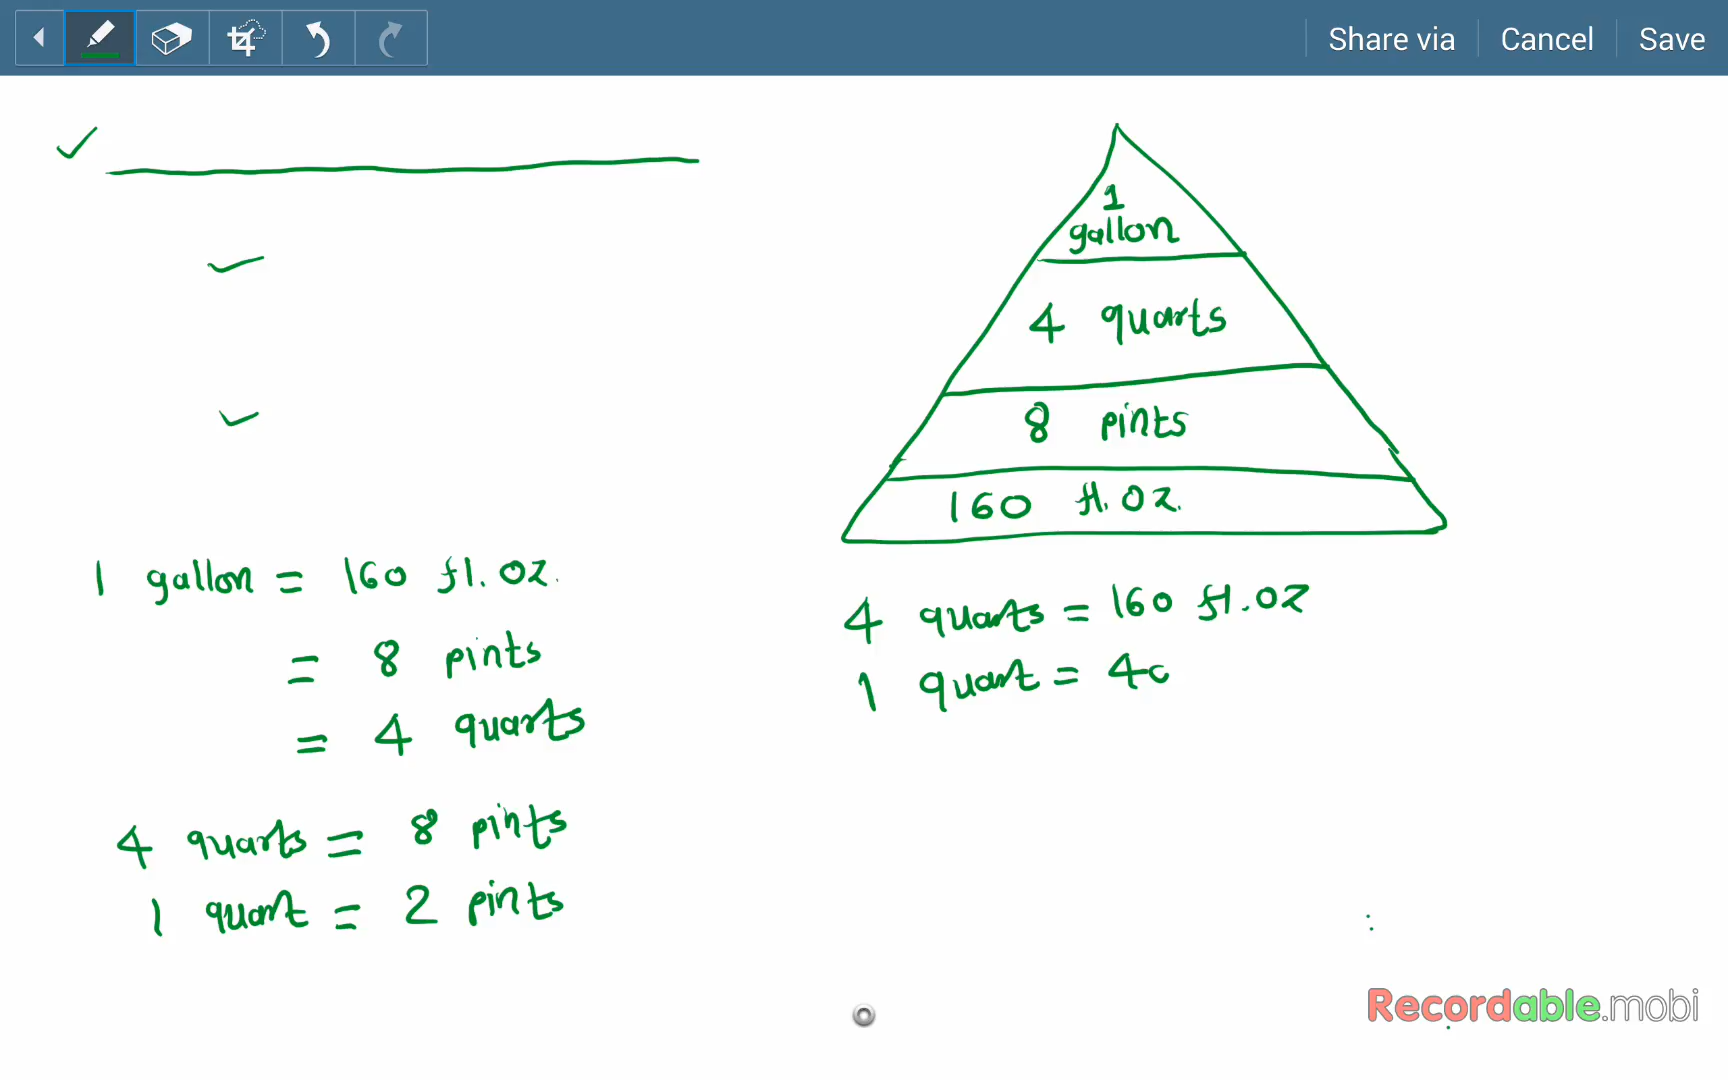 Share via Cancel Save
1
gallon
4 quarts
8 pints
160 fl.oz.
1 gallon = 160 fl.oz.
= 8 pints
= 4 quarts
4 quarts = 8 pints
1 quart = 2 pints
4 quarts = 160 fl.oz
1 quart = 40
Recordable.mobi